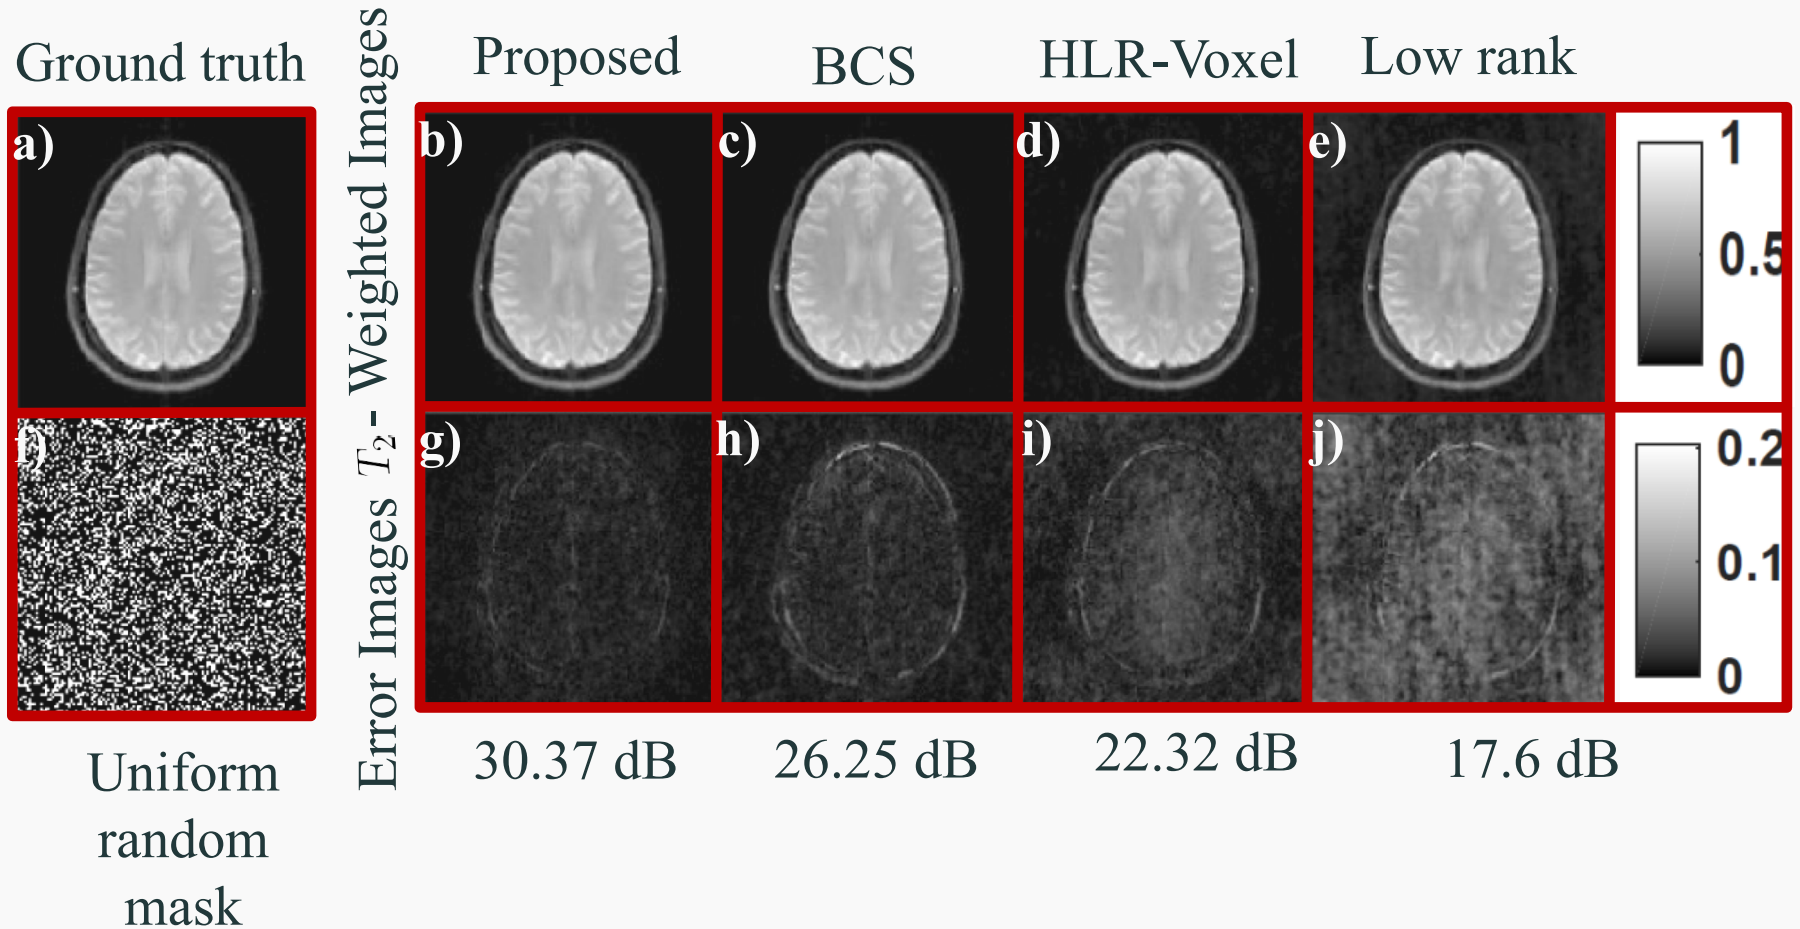 Ground truth
Proposed
BCS
HLR-Voxel
Low rank
Error Images T2 - Weighted Images
a)
b)
c)
d)
e)
1
0.5
0
f)
g)
h)
i)
j)
0.2
0.1
0
30.37 dB
26.25 dB
22.32 dB
17.6 dB
Uniform
random
mask